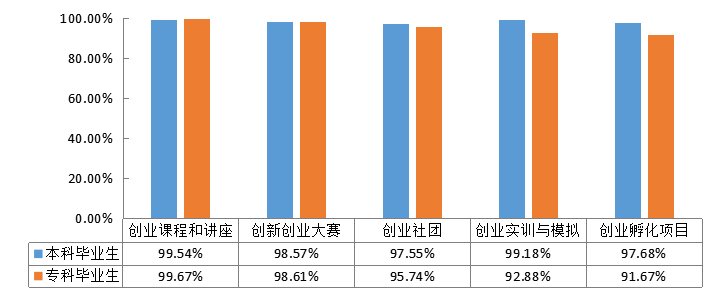 100.00%
80.00%
60.00%
40.00%
20.00%
0.00%
创业课程和讲座 创新创业大赛 创业社团 创业实训与模拟 创业孵化项目
本科毕业生 99.54% 98.57% 97.55% 99.18% 97.68%
专科毕业生 99.67% 98.61% 95.74% 92.88% 91.67%